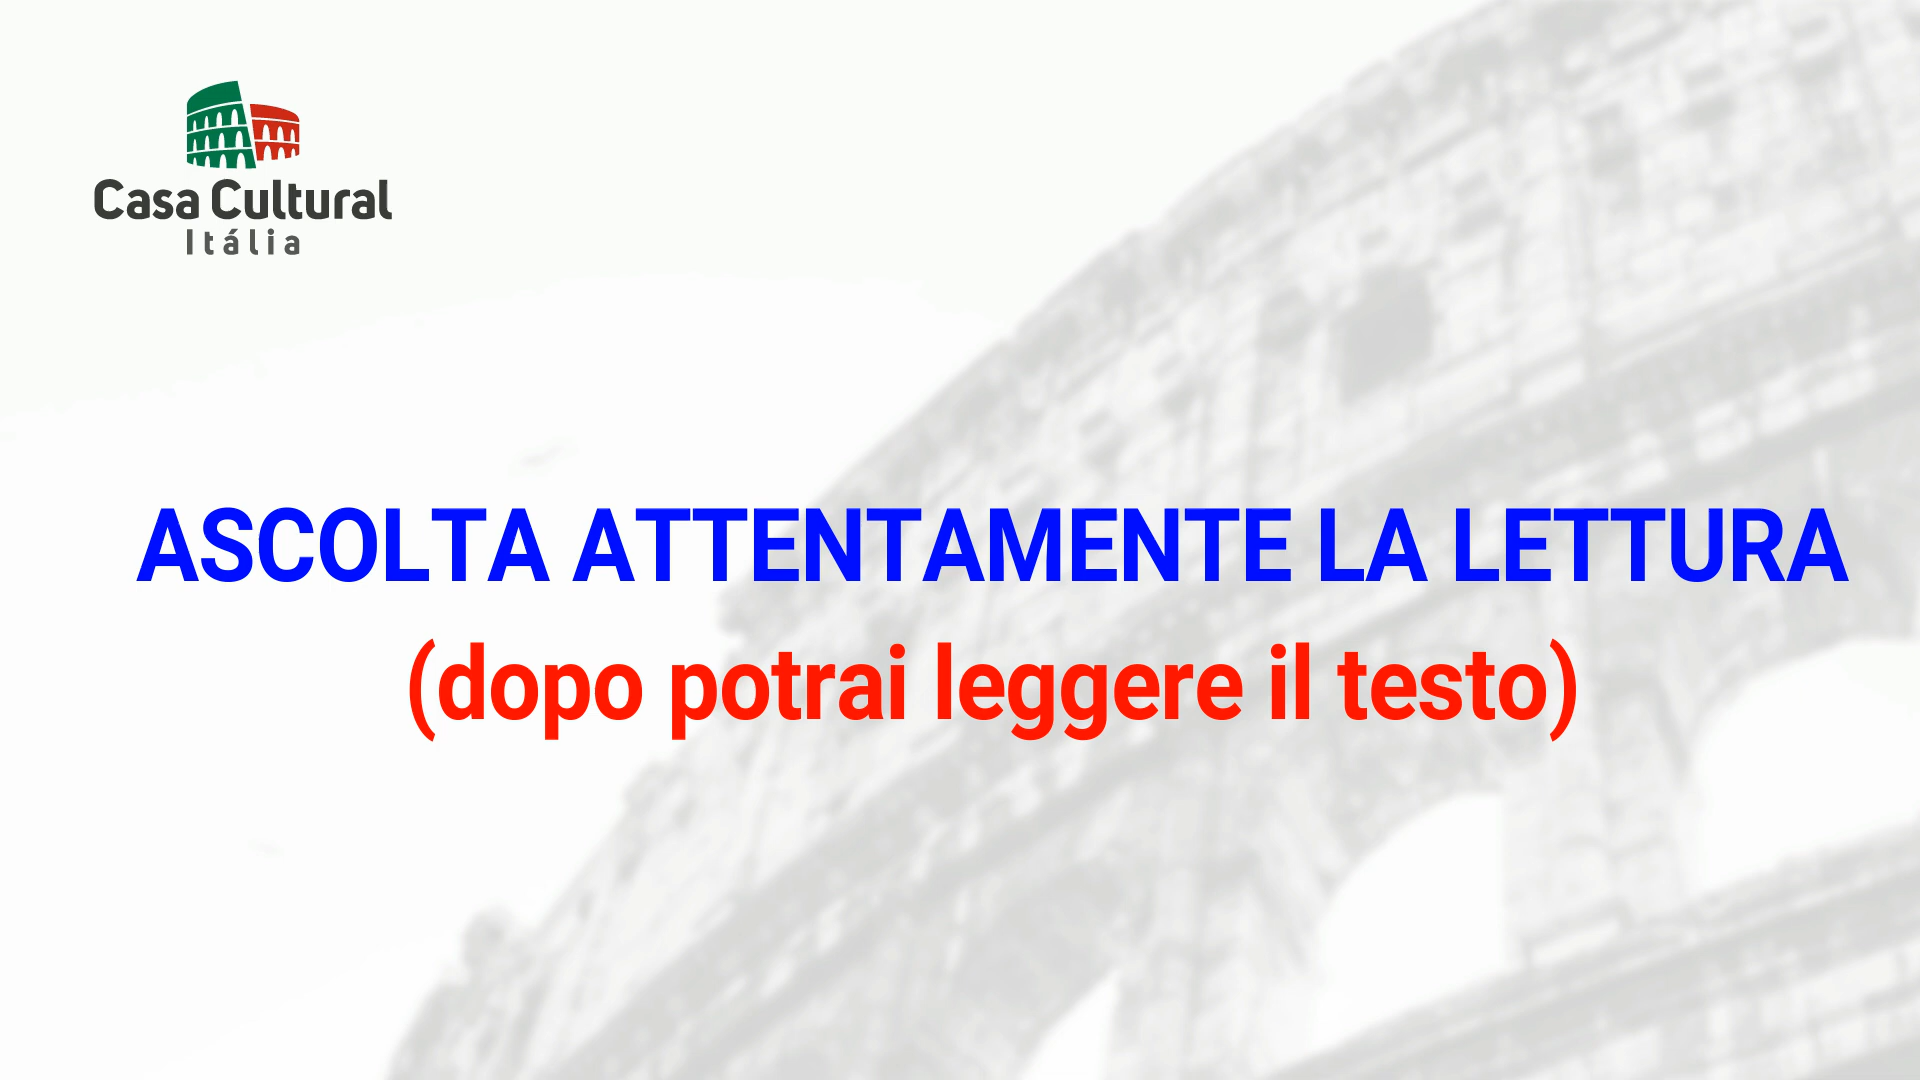 Casa Cultural
Itália
ASCOLTA ATTENTAMENTE LA LETTURA
(dopo potrai leggere il testo)